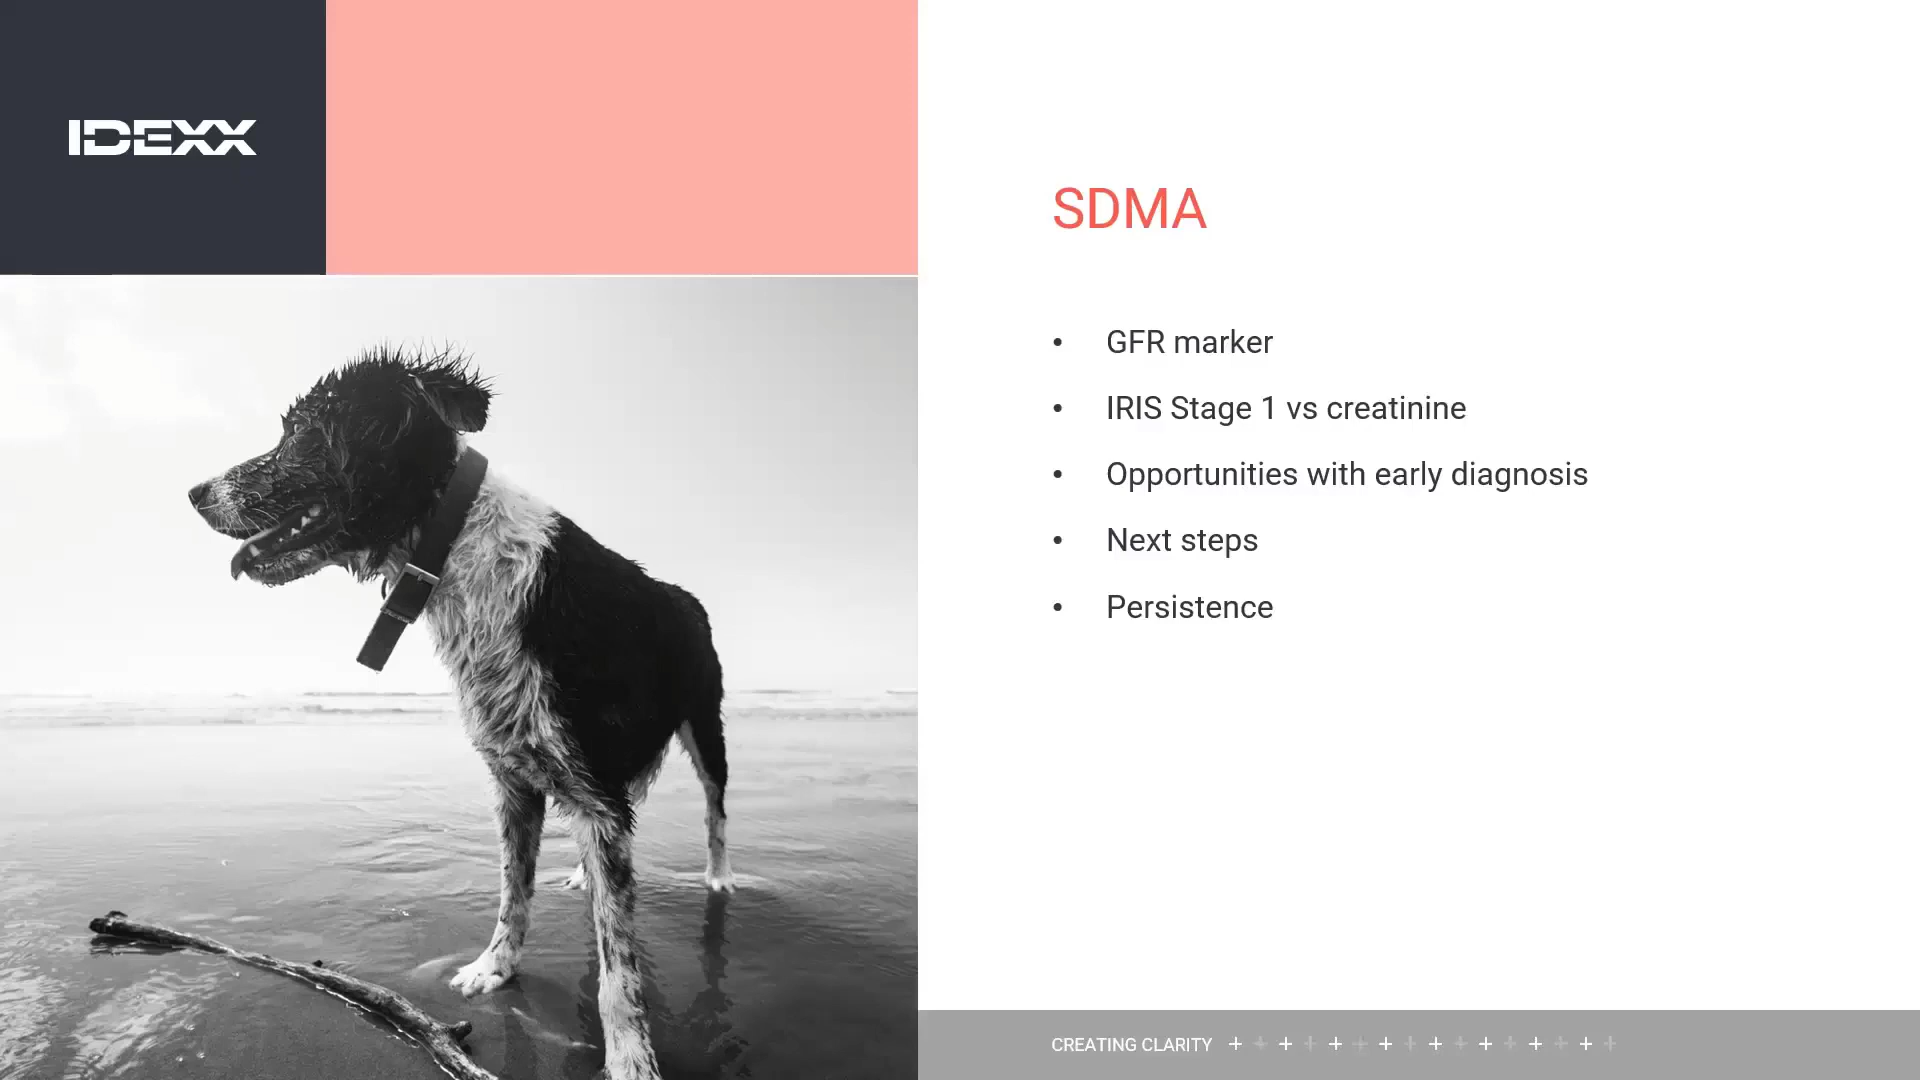 IDEXX
SDMA
• GFR marker
• IRIS Stage 1 vs creatinine
• Opportunities with early diagnosis
• Next steps
• Persistence
CREATING CLARITY